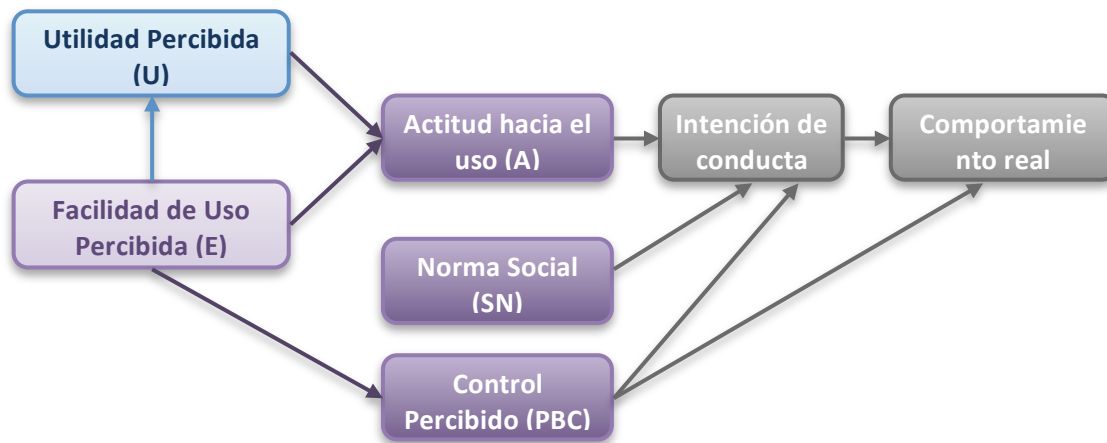 Utilidad Percibida
(U)
Facilidad de Uso
Percibida (E)
Actitud hacia el
uso (A)
Norma Social
(SN)
Control
Percibido (PBC)
Intención de
conducta
Comportamie
nto real